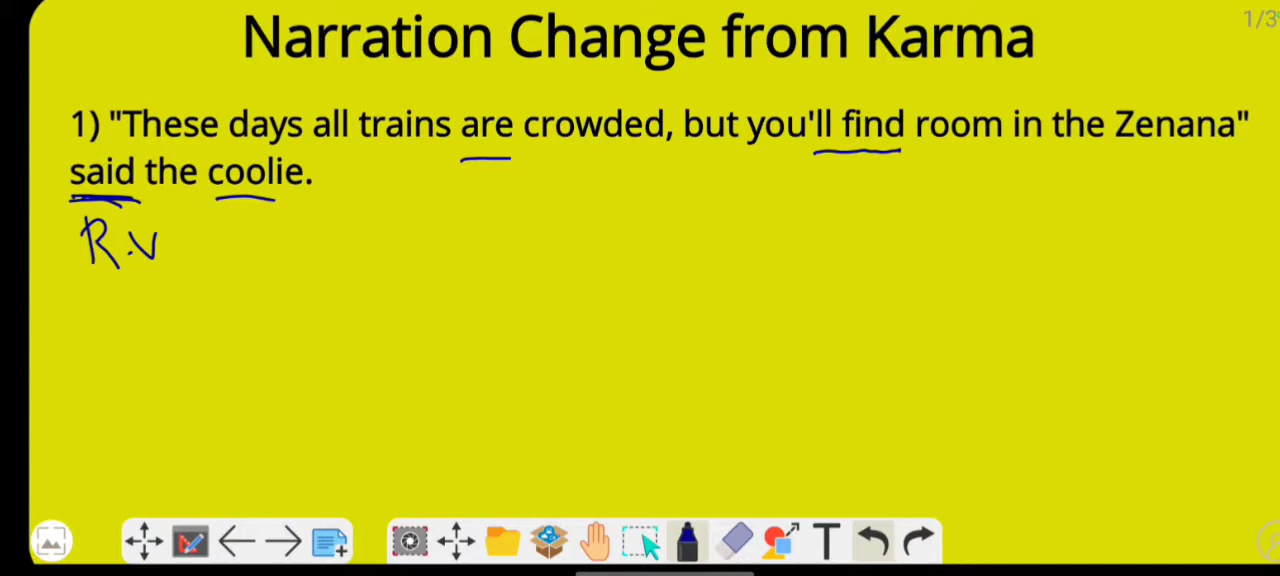 Narration Change from Karma
1/3
1) "These days all trains are crowded, but you'll find room in the Zenana"
said the coolie.
R.V
T